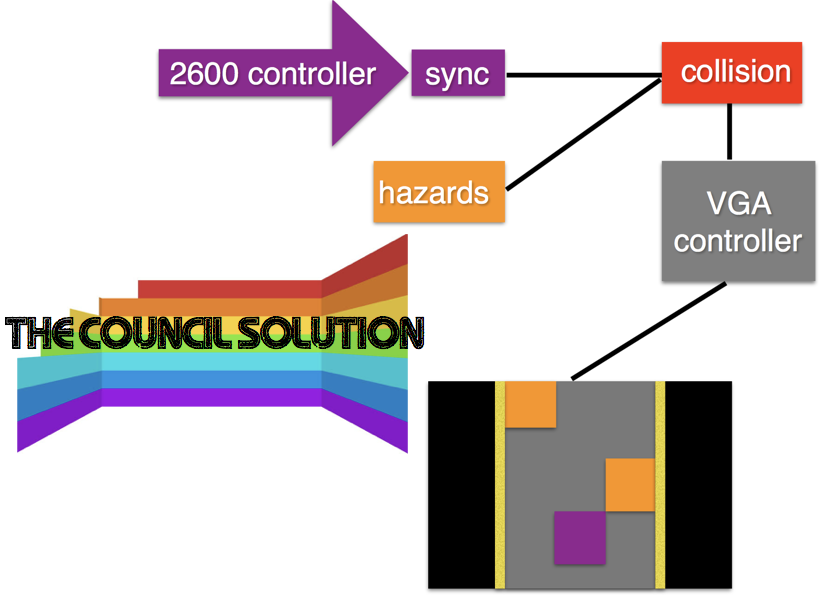 2600 controller
sync
collision
hazards
VGA
controller
THE COUNCIL SOLUTION